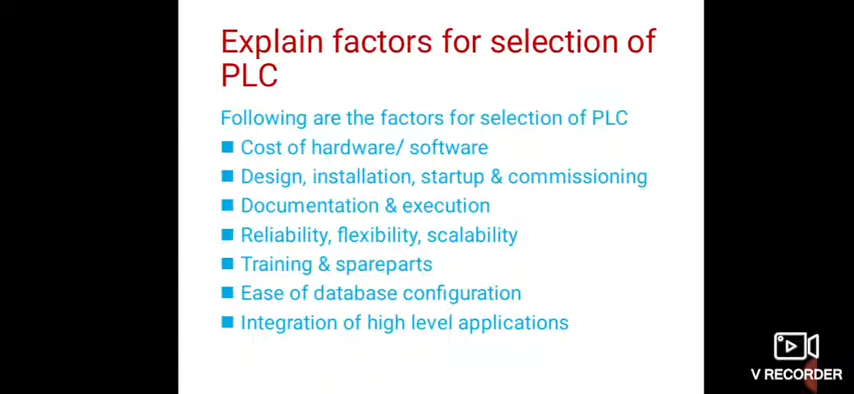 Explain factors for selection of
PLC
Following are the factors for selection of PLC
Cost of hardware/ software
Design, installation, startup & commissioning
Documentation & execution
Reliability, flexibility, scalability
Training & spareparts
Ease of database configuration
Integration of high level applications
V RECORDER